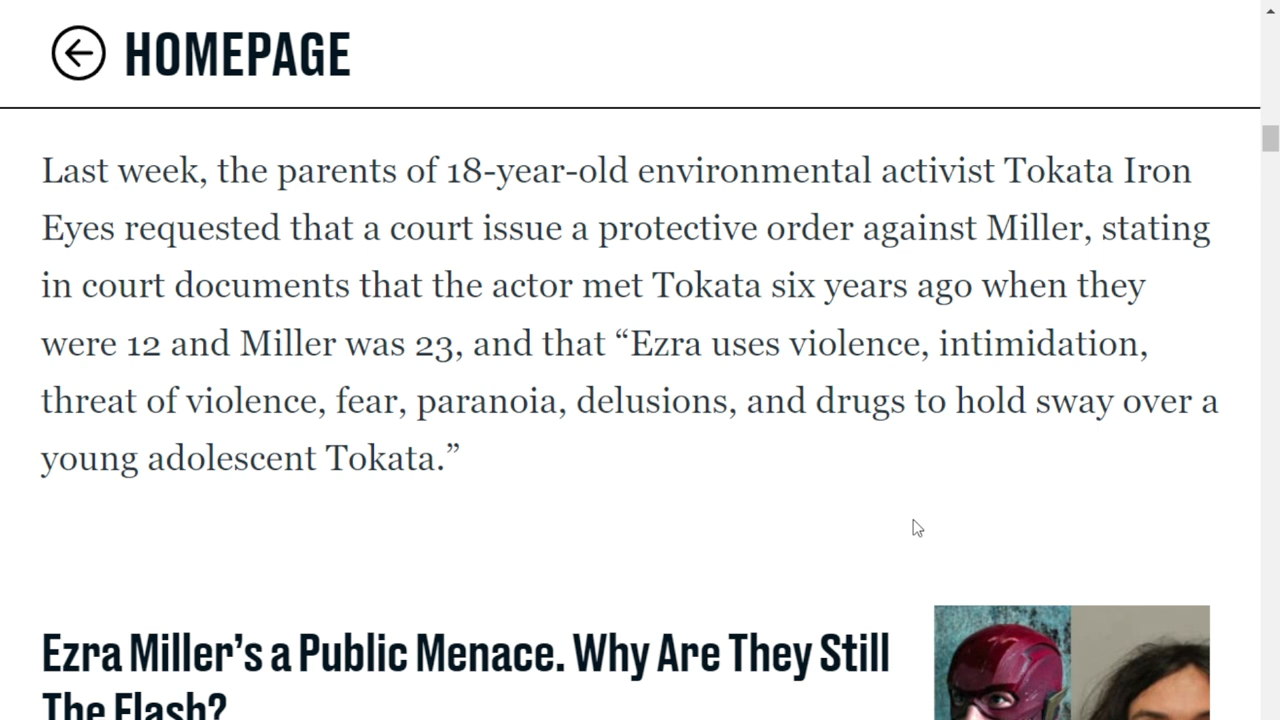 HOMEPAGE
Last week, the parents of 18-year-old environmental activist Tokata Iron
Eyes requested that a court issue a protective order against Miller, stating
in court documents that the actor met Tokata six years ago when they
were 12 and Miller was 23, and that “Ezra uses violence, intimidation,
threat of violence, fear, paranoia, delusions, and drugs to hold sway over a
young adolescent Tokata.”
Ezra Miller’s a Public Menace. Why Are They Still
The Flash?